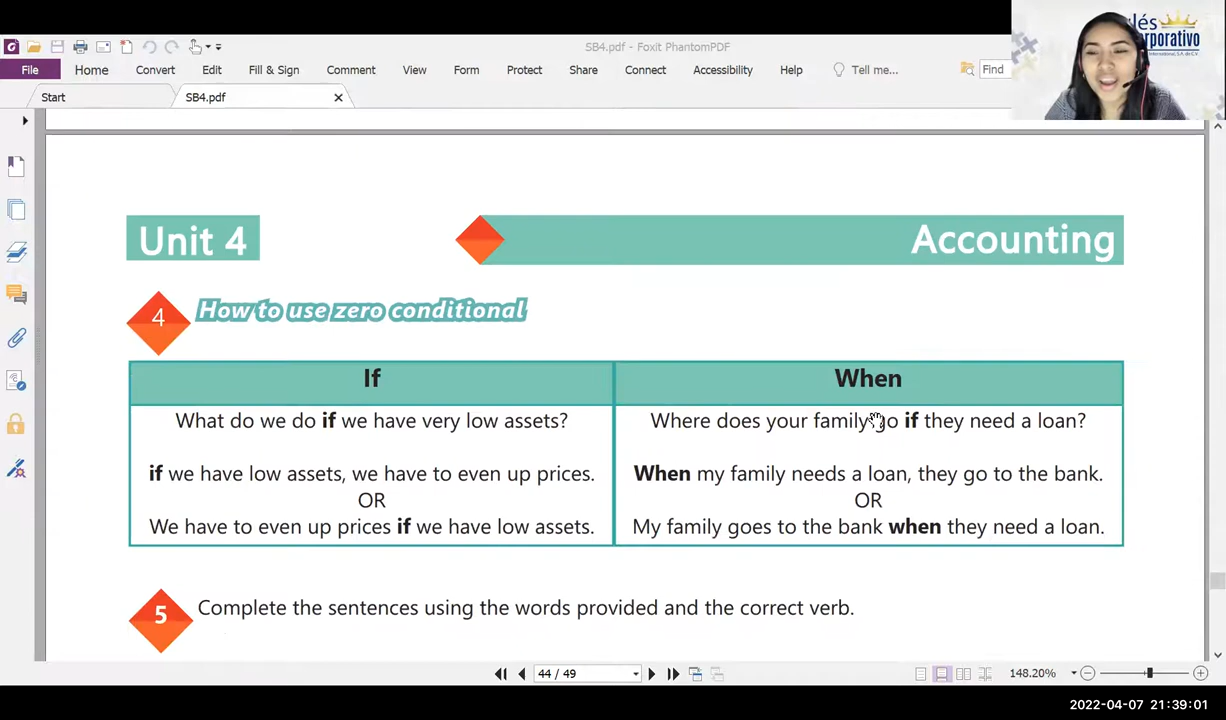 SB4.pdf - Foxit PhantomPDF
lés
orporativo
International, S.A. de C.V.
File Home Convert Edit Fill & Sign Comment View Form Protect Share Connect Accessibility Help Tell me... Find
Start SB4.pdf
Unit 4 Accounting
4 How to use zero conditional
If When
What do we do if we have very low assets? Where does your family go if they need a loan?
if we have low assets, we have to even up prices. When my family needs a loan, they go to the bank.
OR OR
We have to even up prices if we have low assets. My family goes to the bank when they need a loan.
5 Complete the sentences using the words provided and the correct verb.
44 / 49 148.20%
2022-04-07 21:39:01